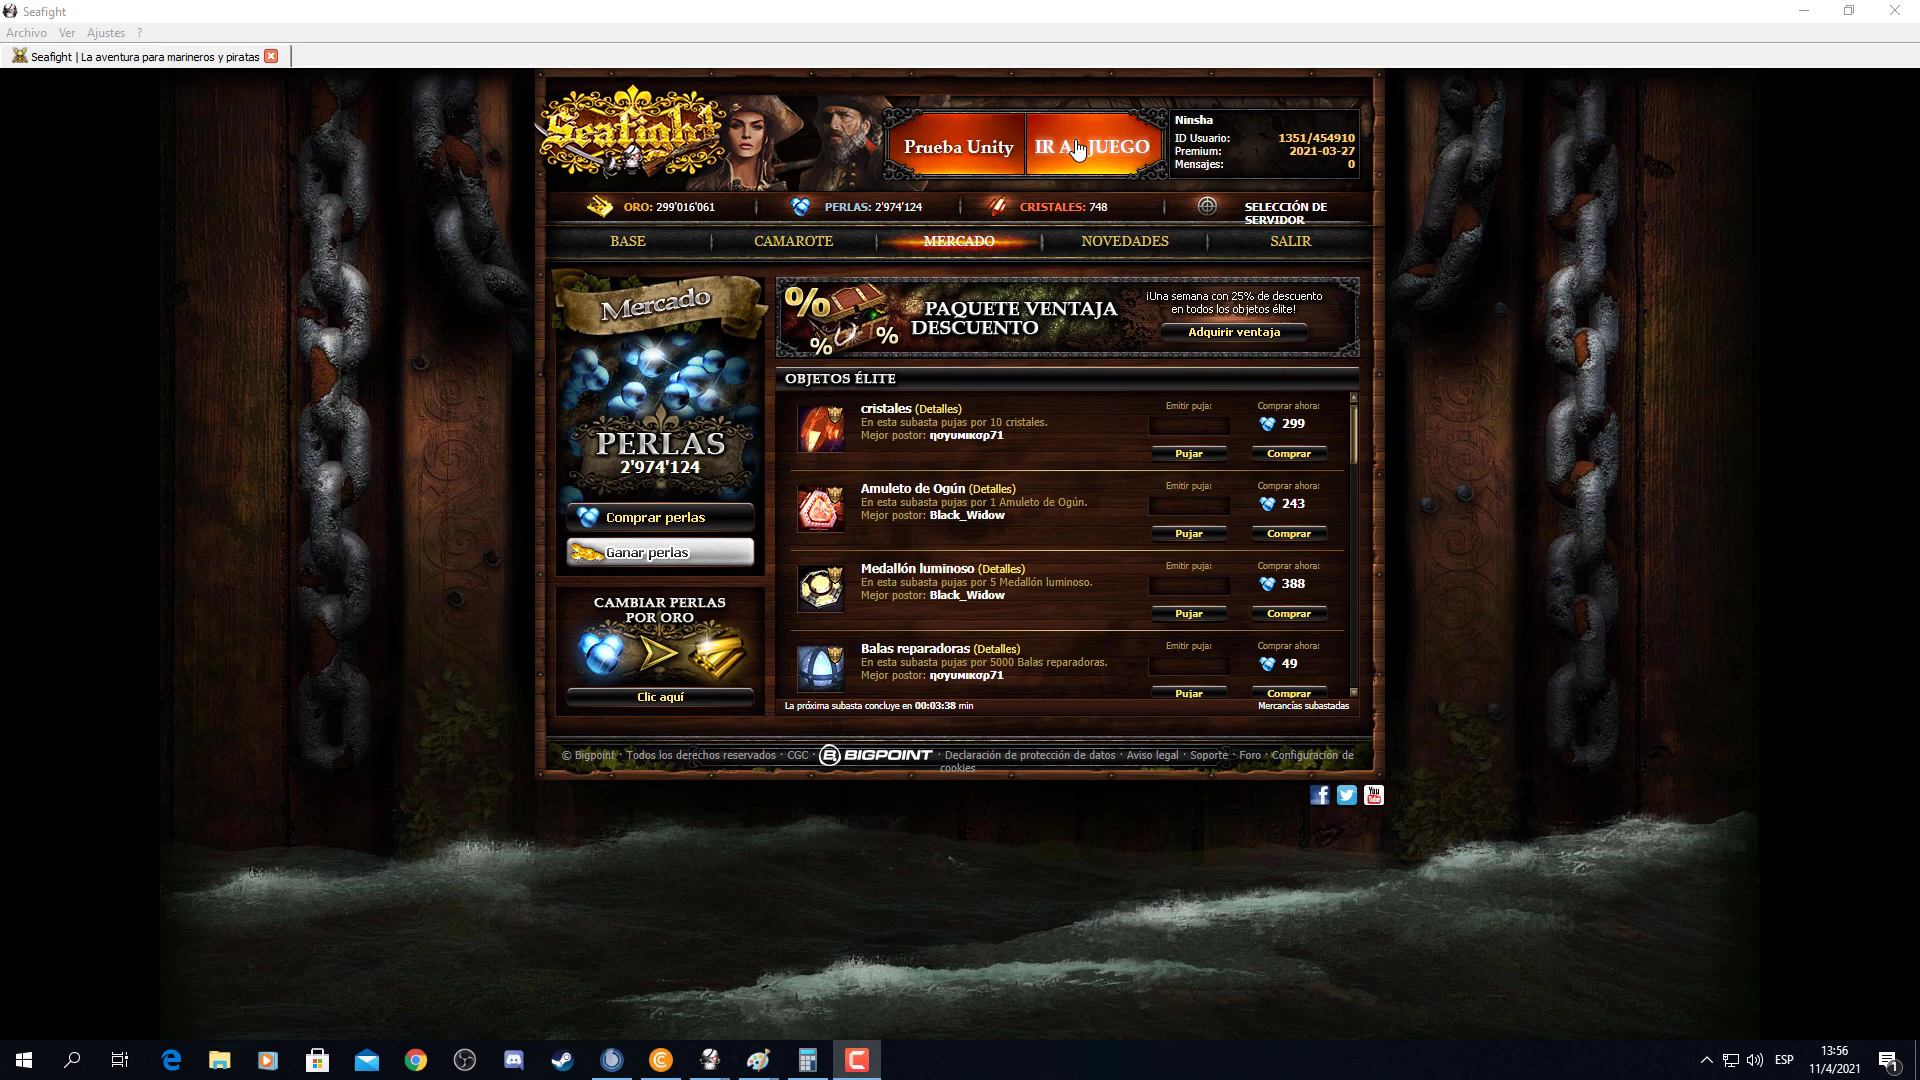 Seafight
Archivo Ver Ajustes ?
Seafight | La aventura para marineros y piratas
Seafight
Prueba Unity
IR AL JUEGO
Ninsha
ID Usuario: 1351/454910
Premium: 2021-03-27
Mensajes: 0
ORO: 299'016'061
PERLAS: 2'974'124
CRISTALES: 748
SELECCIÓN DE
SERVIDOR
BASE
CAMAROTE
MERCADO
NOVEDADES
SALIR
Mercado
PERLAS
2'974'124
Comprar perlas
Ganar perlas
CAMBIAR PERLAS
POR ORO
Clic aquí
% % %
PAQUETE VENTAJA
DESCUENTO
¡Una semana con 25% de descuento
en todos los objetos élite!
Adquirir ventaja
OBJETOS ÉLITE
cristales (Detalles)
En esta subasta pujas por 10 cristales.
Mejor postor: ησyυмιкσρ71
Emitir puja:
Pujar
Comprar ahora:
299
Comprar
Amuleto de Ogún (Detalles)
En esta subasta pujas por 1 Amuleto de Ogún.
Mejor postor: Black_Widow
Emitir puja:
Pujar
Comprar ahora:
243
Comprar
Medallón luminoso (Detalles)
En esta subasta pujas por 5 Medallón luminoso.
Mejor postor: Black_Widow
Emitir puja:
Pujar
Comprar ahora:
388
Comprar
Balas reparadoras (Detalles)
En esta subasta pujas por 5000 Balas reparadoras.
Mejor postor: ησyυмιкσρ71
Emitir puja:
Pujar
Comprar ahora:
49
Comprar
La próxima subasta concluye en 00:03:38 min
Mercancías subastadas
© Bigpoint · Todos los derechos reservados · CGC · BIGPOINT · Declaración de protección de datos · Aviso legal · Soporte · Foro · Configuración de
cookies
You
Tube
ESP
13:56
11/4/2021
1